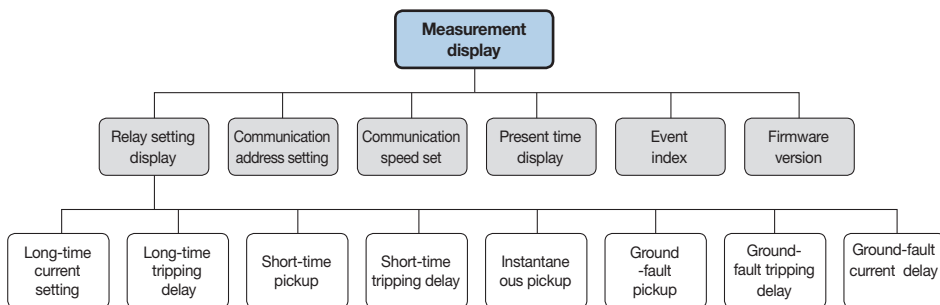 Measurement
display
Relay setting
display
Communication
address setting
Communication
speed set
Present time
display
Event
index
Firmware
version
Long-time
current
setting
Long-time
tripping
delay
Short-time
pickup
Short-time
tripping delay
Instantane
ous pickup
Ground
-fault
pickup
Ground-
fault tripping
delay
Ground-fault
current delay